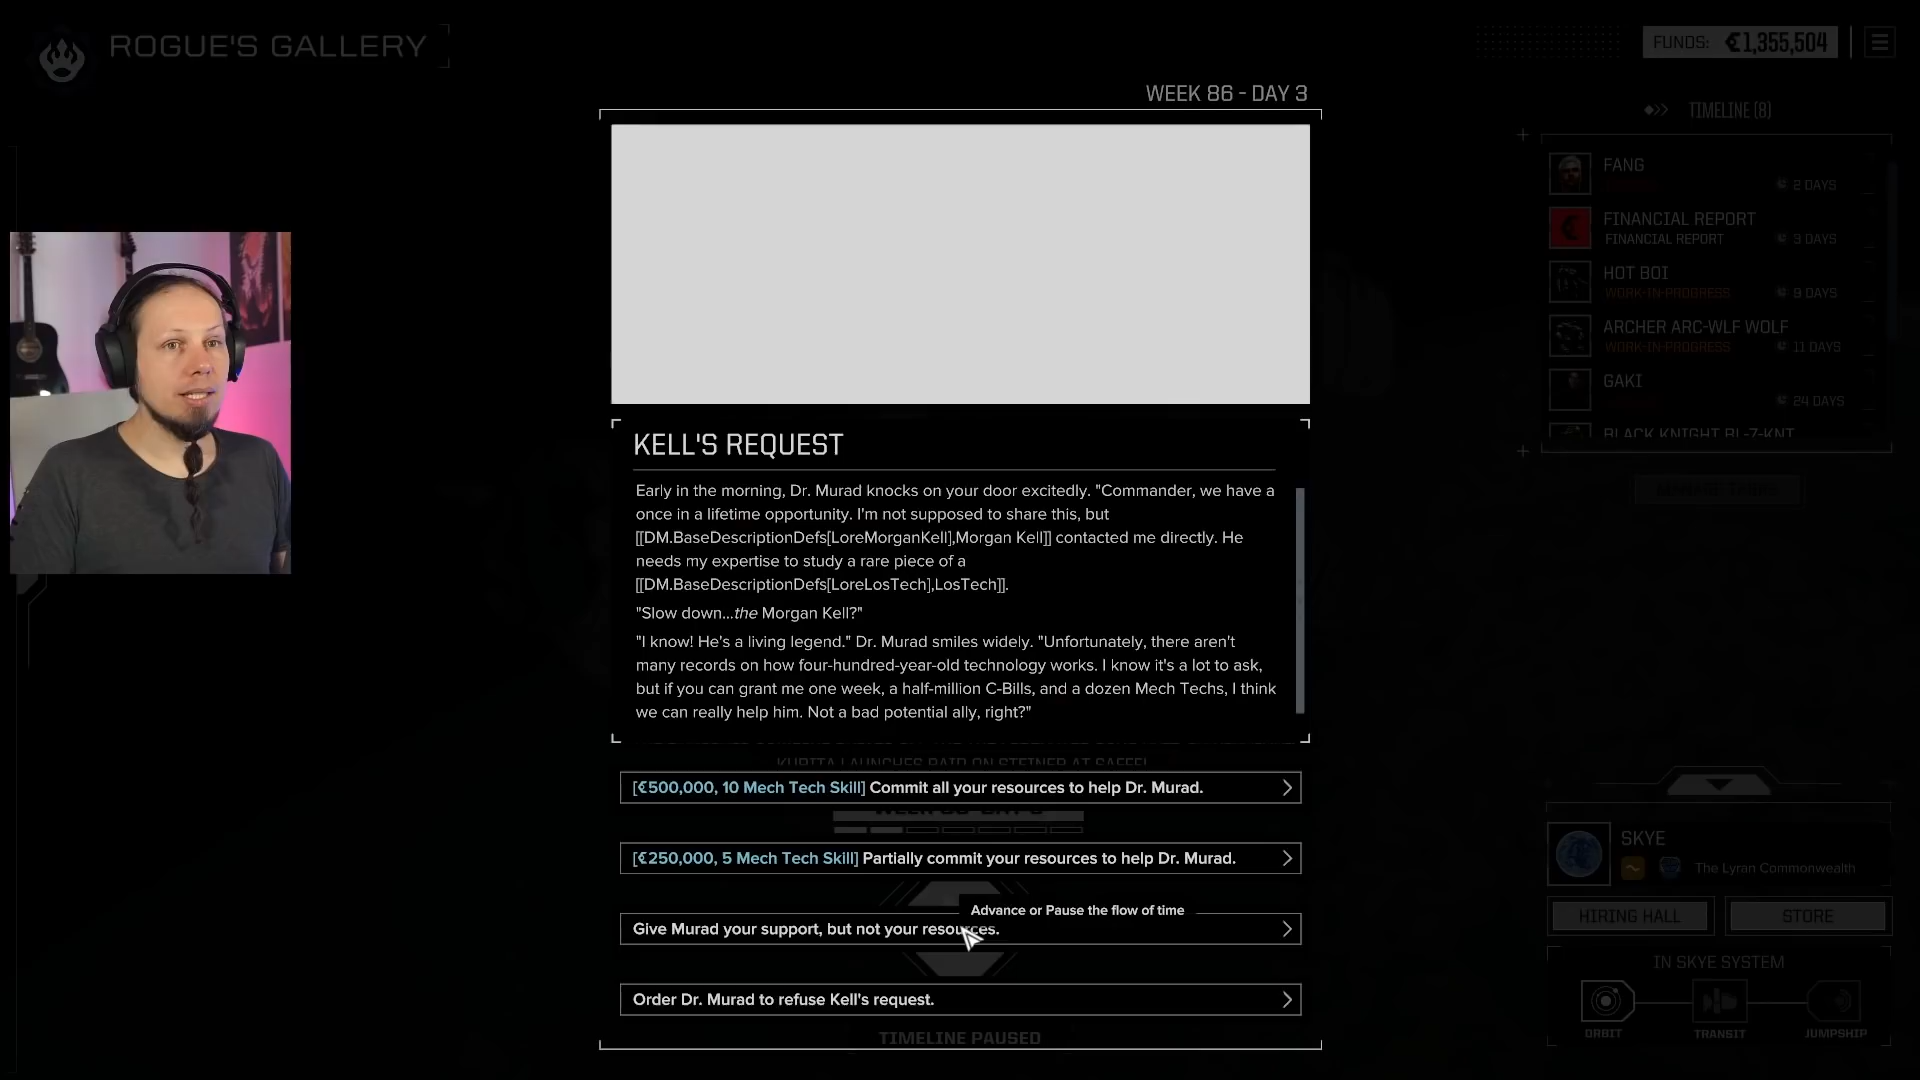 ROGUE'S GALLERY
FUNDS: ₡1,355,504
WEEK 86 - DAY 3
TIMELINE (8)
FANG
2 DAYS
FINANCIAL REPORT
FINANCIAL REPORT
3 DAYS
HOT BOI
WORK-IN-PROGRESS
9 DAYS
ARCHER ARC-WLF WOLF
WORK-IN-PROGRESS
11 DAYS
GAKI
24 DAYS
BLACK KNIGHT BL-7-KNT
KELL'S REQUEST
Early in the morning, Dr. Murad knocks on your door excitedly. "Commander, we have a
once in a lifetime opportunity. I'm not supposed to share this, but
[[DM.BaseDescriptionDefs[LoreMorganKell],Morgan Kell]] contacted me directly. He
needs my expertise to study a rare piece of a
[[DM.BaseDescriptionDefs[LoreLosTech],LosTech]].
"Slow down...the Morgan Kell?"
"I know! He's a living legend." Dr. Murad smiles widely. "Unfortunately, there aren't
many records on how four-hundred-year-old technology works. I know it's a lot to ask,
but if you can grant me one week, a half-million C-Bills, and a dozen Mech Techs, I think
we can really help him. Not a bad potential ally, right?"
KURITA LAUNCHES RAID ON STEINER AT
[₡500,000, 10 Mech Tech Skill] Commit all your resources to help Dr. Murad.
[₡250,000, 5 Mech Tech Skill] Partially commit your resources to help Dr. Murad.
Advance or Pause the flow of time
Give Murad your support, but not your resources.
Order Dr. Murad to refuse Kell's request.
TIMELINE PAUSED
SKYE
The Lyran Commonwealth
HIRING HALL
STORE
IN SKYE SYSTEM
ORBIT
TRANSIT
JUMPSHIP